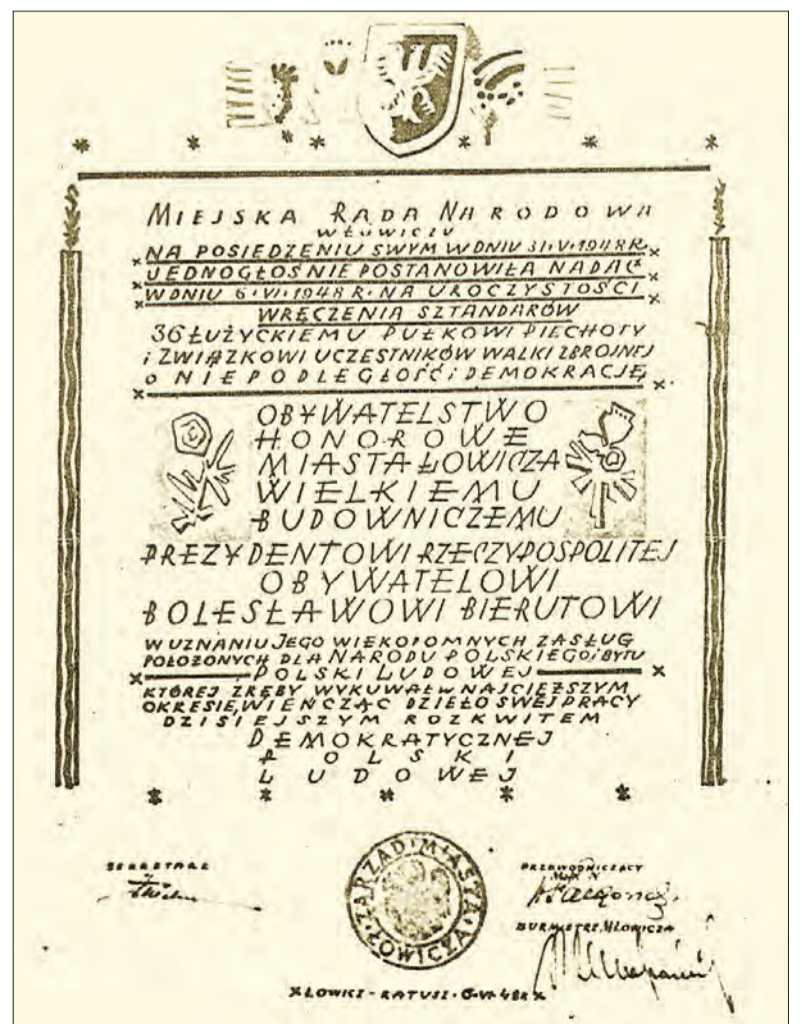 MIEJSKA RADA NARODOWA
W ŁOWICZU
NA POSIEDZENIU SWYM W DNIU 31·V·1948 R.
JEDNOGŁOŚNIE POSTANOWIŁA NADAĆ
W DNIU 6·VI·1948 R· NA UROCZYSTOŚCI
WRĘCZENIA SZTANDARÓW
36 ŁUŻYCKIEMU PUŁKOWI PIECHOTY
i ZWIĄZKOWI UCZESTNIKÓW WALKI ZBROJNEJ
o NIEPODLEGŁOŚĆ i DEMOKRACJĘ
OBYWATELSTWO
HONOROWE
MIASTA ŁOWICZA
WIELKIEMU
BUDOWNICZEMU
PREZYDENTOWI RZECZYPOSPOLITEJ
OBYWATELOWI
BOLESŁAWOWI BIERUTOWI
W UZNANIU JEGO WIEKOPOMNYCH ZASŁUG
POŁOŻONYCH DLA NARODU POLSKIEGO i BYTU
POLSKI LUDOWEJ
KTÓREJ ZRĘBY WYKUWAŁ W NAJCIĘŻSZYM
OKRESIE, WIEŃCZĄC DZIEŁO SWEJ PRACY
DZISIEJSZYM ROZKWITEM
DEMOKRATYCZNEJ
POLSKI
LUDOWEJ
SEKRETARZ
ZARZĄD·MIASTA
ŁOWICZA
PRZEWODNICZĄCY
BURMISTRZ M. ŁOWICZA
ŁOWICZ - RATUSZ · 6·VI·48 R